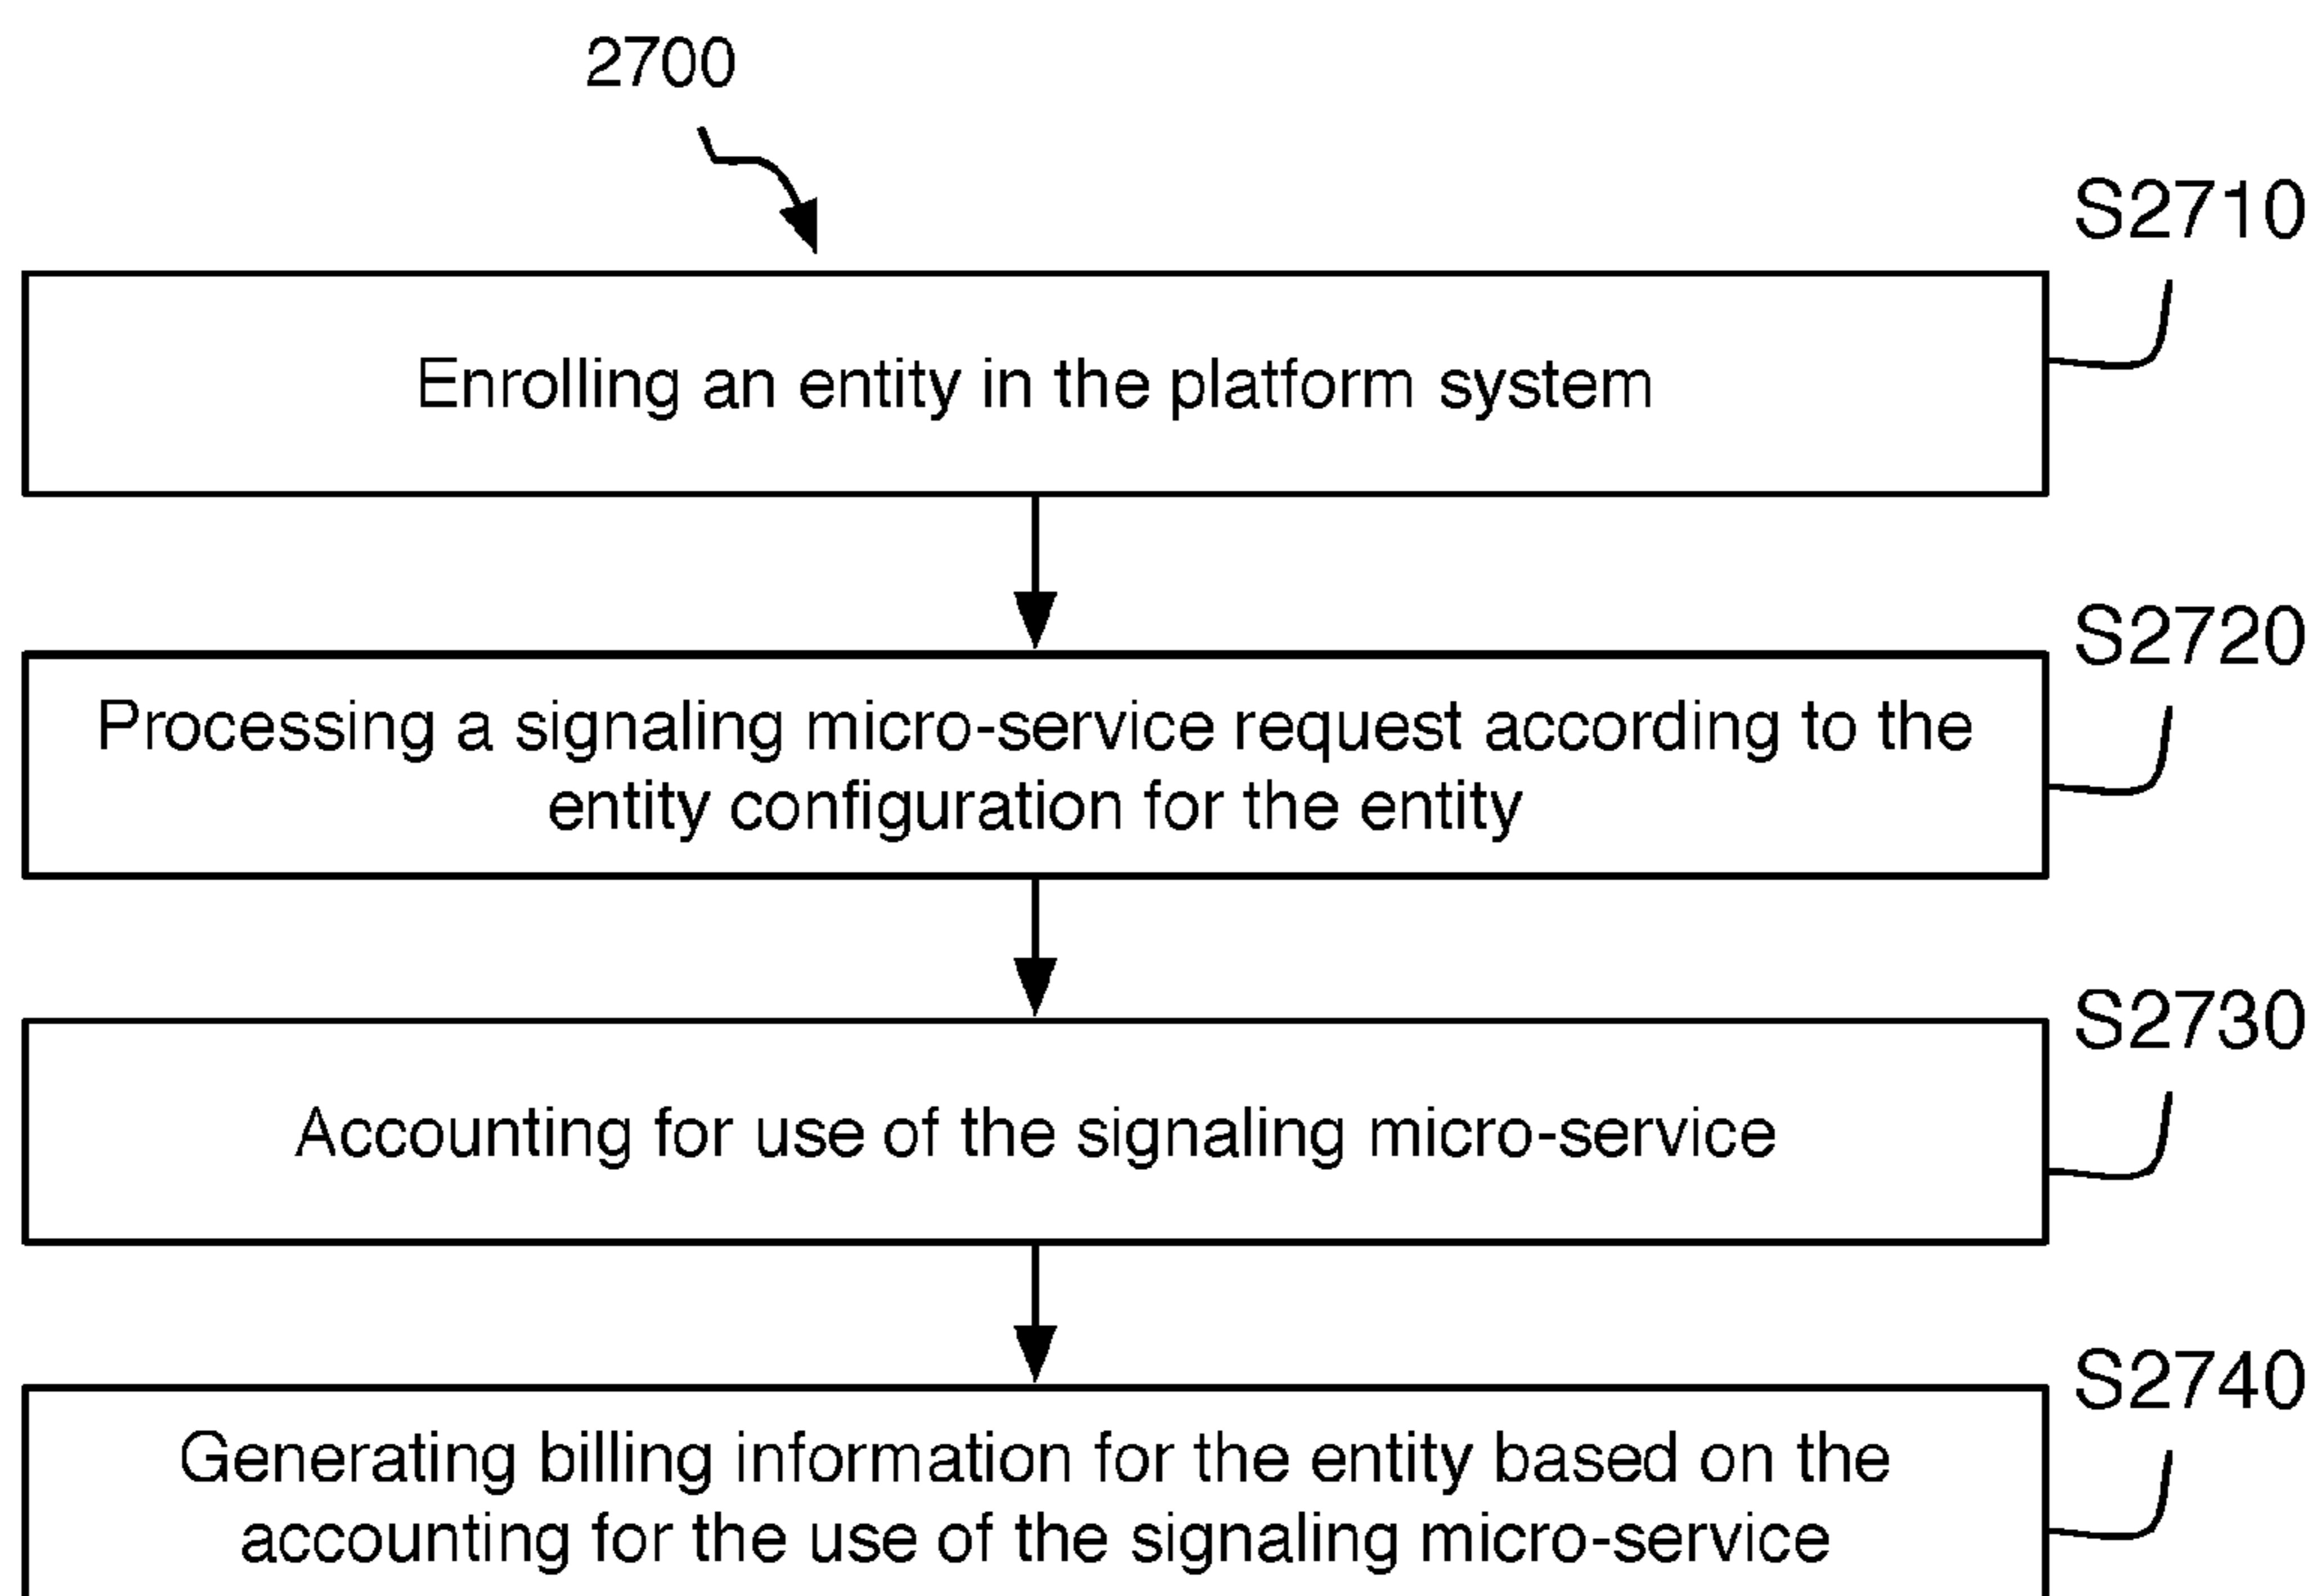 2700
S2710
Enrolling an entity in the platform system
S2720
Processing a signaling micro-service request according to the
entity configuration for the entity
S2730
Accounting for use of the signaling micro-service
S2740
Generating billing information for the entity based on the
accounting for the use of the signaling micro-service